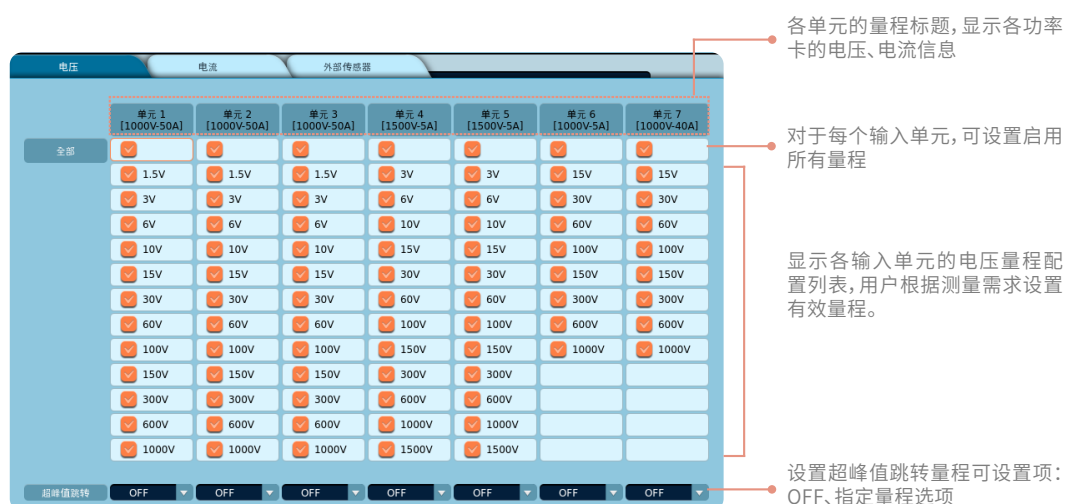 各单元的量程标题，显示各功率
卡的电压、电流信息
电压 电流 外部传感器
单元 1 单元 2 单元 3 单元 4 单元 5 单元 6 单元 7
[1000V-50A] [1000V-50A] [1000V-50A] [1500V-5A] [1500V-5A] [1000V-5A] [1000V-40A]
对于每个输入单元，可设置启用
所有量程
全部
1.5V 1.5V 1.5V 3V 3V 15V 15V
3V 3V 3V 6V 6V 30V 30V
6V 6V 6V 10V 10V 60V 60V
10V 10V 10V 15V 15V 100V 100V
15V 15V 15V 30V 30V 150V 150V
30V 30V 30V 60V 60V 300V 300V
60V 60V 60V 100V 100V 600V 600V
100V 100V 100V 150V 150V 1000V 1000V
150V 150V 150V 300V 300V
300V 300V 300V 600V 600V
600V 600V 600V 1000V 1000V
1000V 1000V 1000V 1500V 1500V
显示各输入单元的电压量程配
置列表，用户根据测量需求设置
有效量程。
超峰值跳转 OFF OFF OFF OFF OFF OFF OFF
设置超峰值跳转量程可设置项：
OFF、指定量程选项